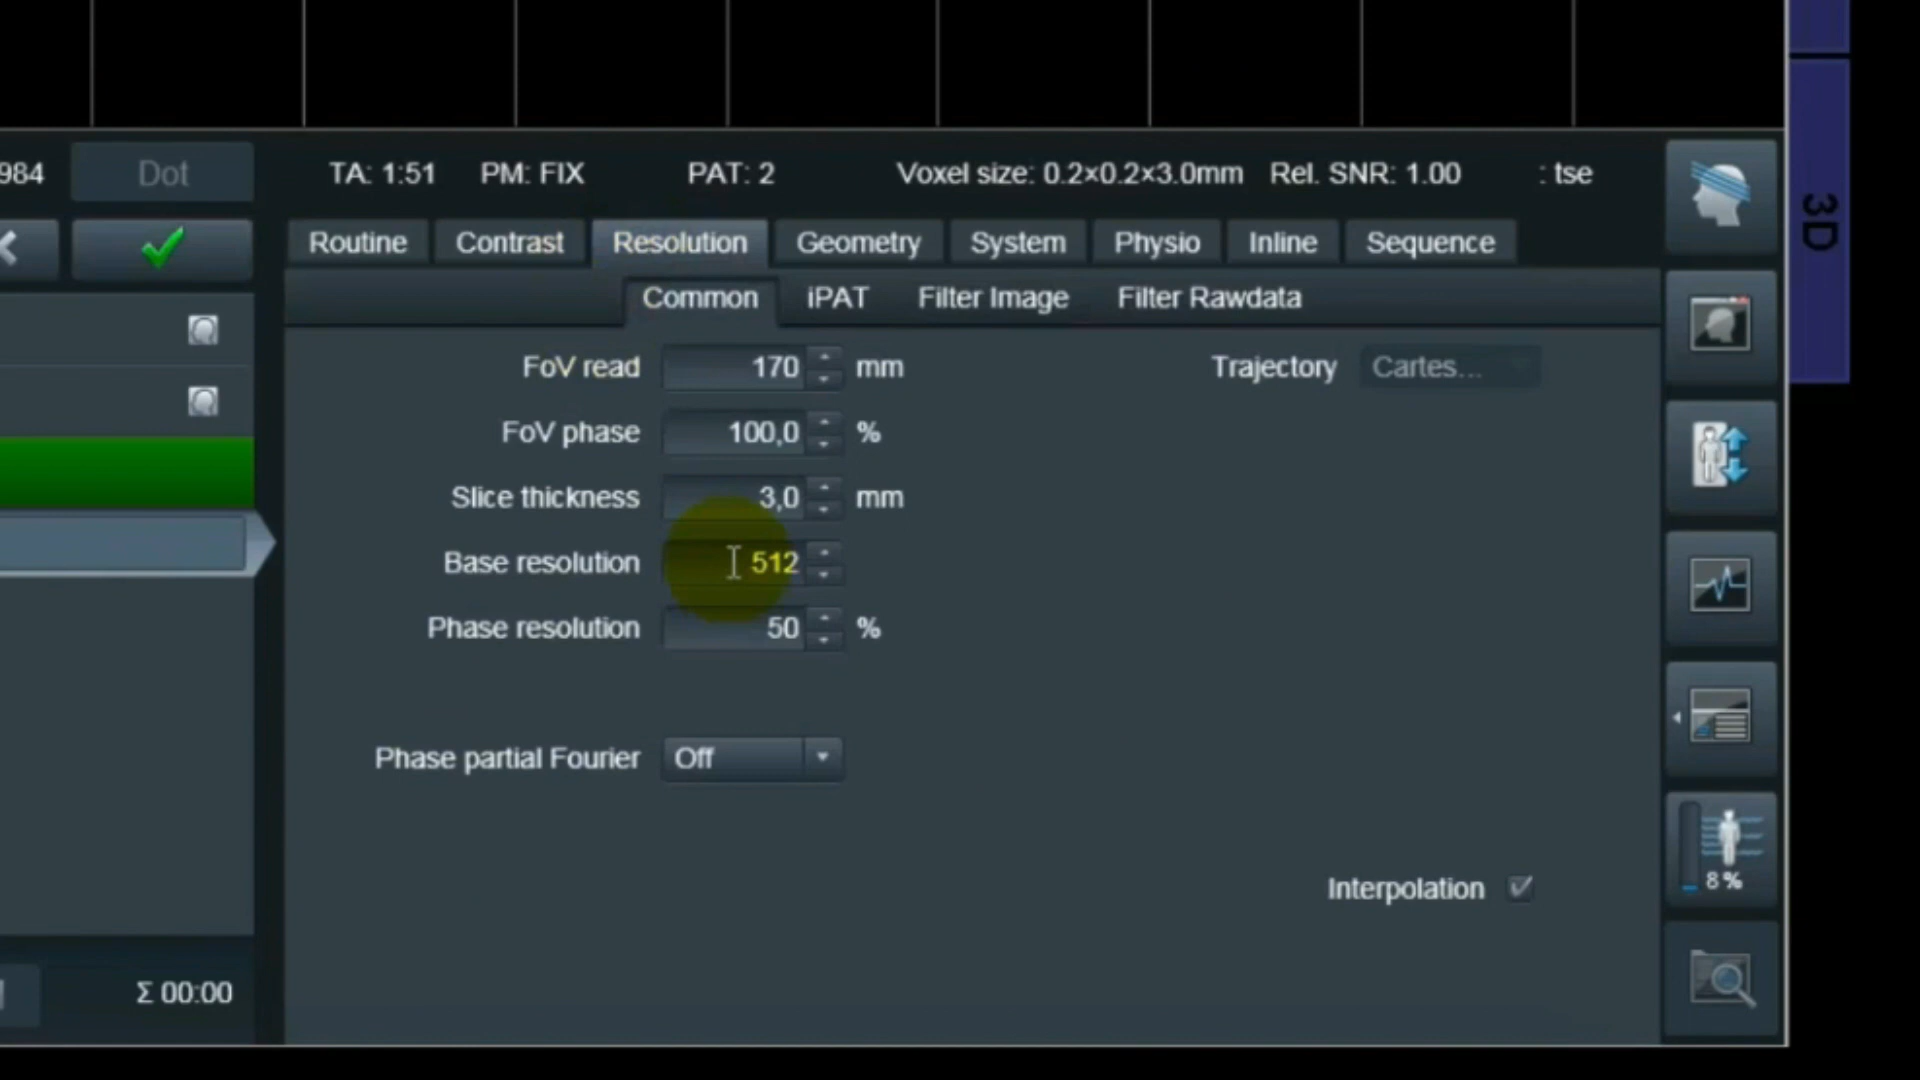 984 Dot TA: 1:51 PM: FIX PAT: 2 Voxel size: 0.2×0.2×3.0mm Rel. SNR: 1.00 : tse
Routine Contrast Resolution Geometry System Physio Inline Sequence
Common iPAT Filter Image Filter Rawdata
FoV read 170 mm Trajectory Cartes...
FoV phase 100,0 %
Slice thickness 3,0 mm
Base resolution 512
Phase resolution 50 %
Phase partial Fourier Off
Interpolation
Σ 00:00
8%
3D